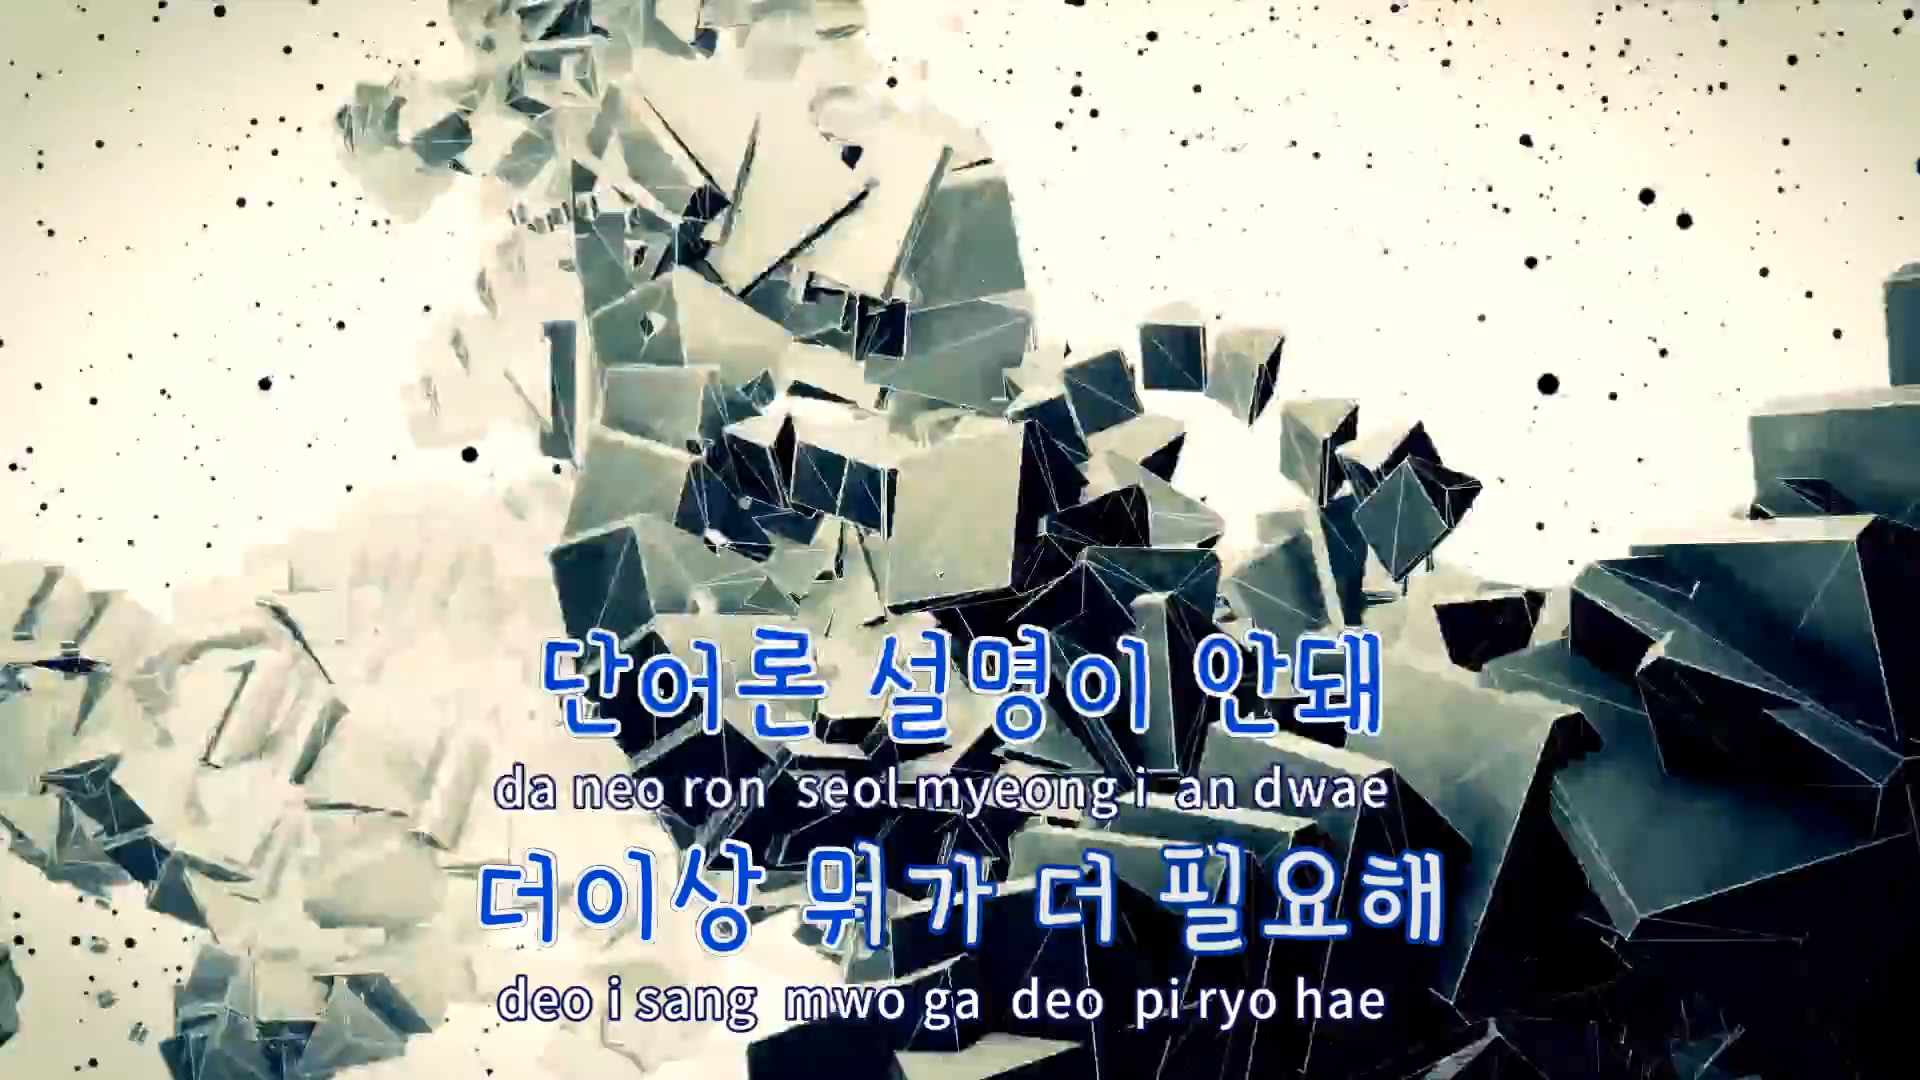 단어론 설명이 안돼
da neo ron seol myeong i an dwae
더이상 뭐가 더 필요해
deo i sang mwo ga deo pi ryo hae